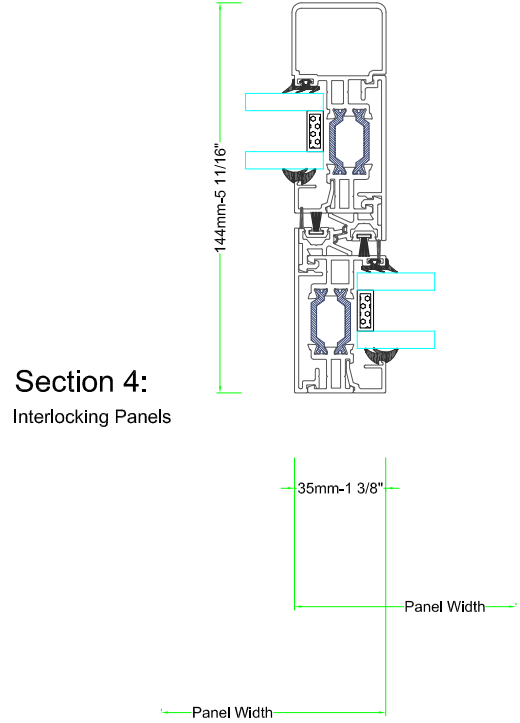 144mm-5 11/16"
Section 4:
Interlocking Panels
35mm-1 3/8"
Panel Width
Panel Width